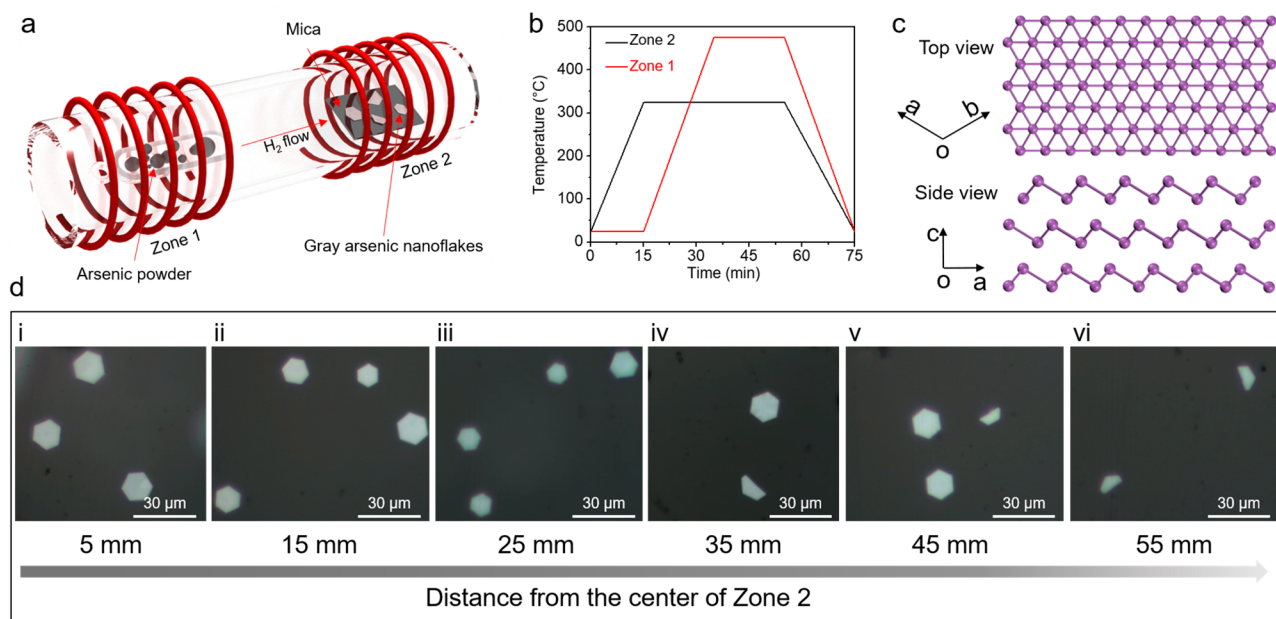 a
Mica
H₂ flow
Zone 1
Zone 2
Arsenic powder
Gray arsenic nanoflakes
b
500
400
300
200
100
0
0
15
30
45
60
75
Temperature (°C)
Time (min)
Zone 2
Zone 1
c
Top view
a
b
o
Side view
c
o
a
d
i
ii
iii
iv
v
vi
30 μm
30 μm
30 μm
30 μm
30 μm
30 μm
5 mm
15 mm
25 mm
35 mm
45 mm
55 mm
Distance from the center of Zone 2